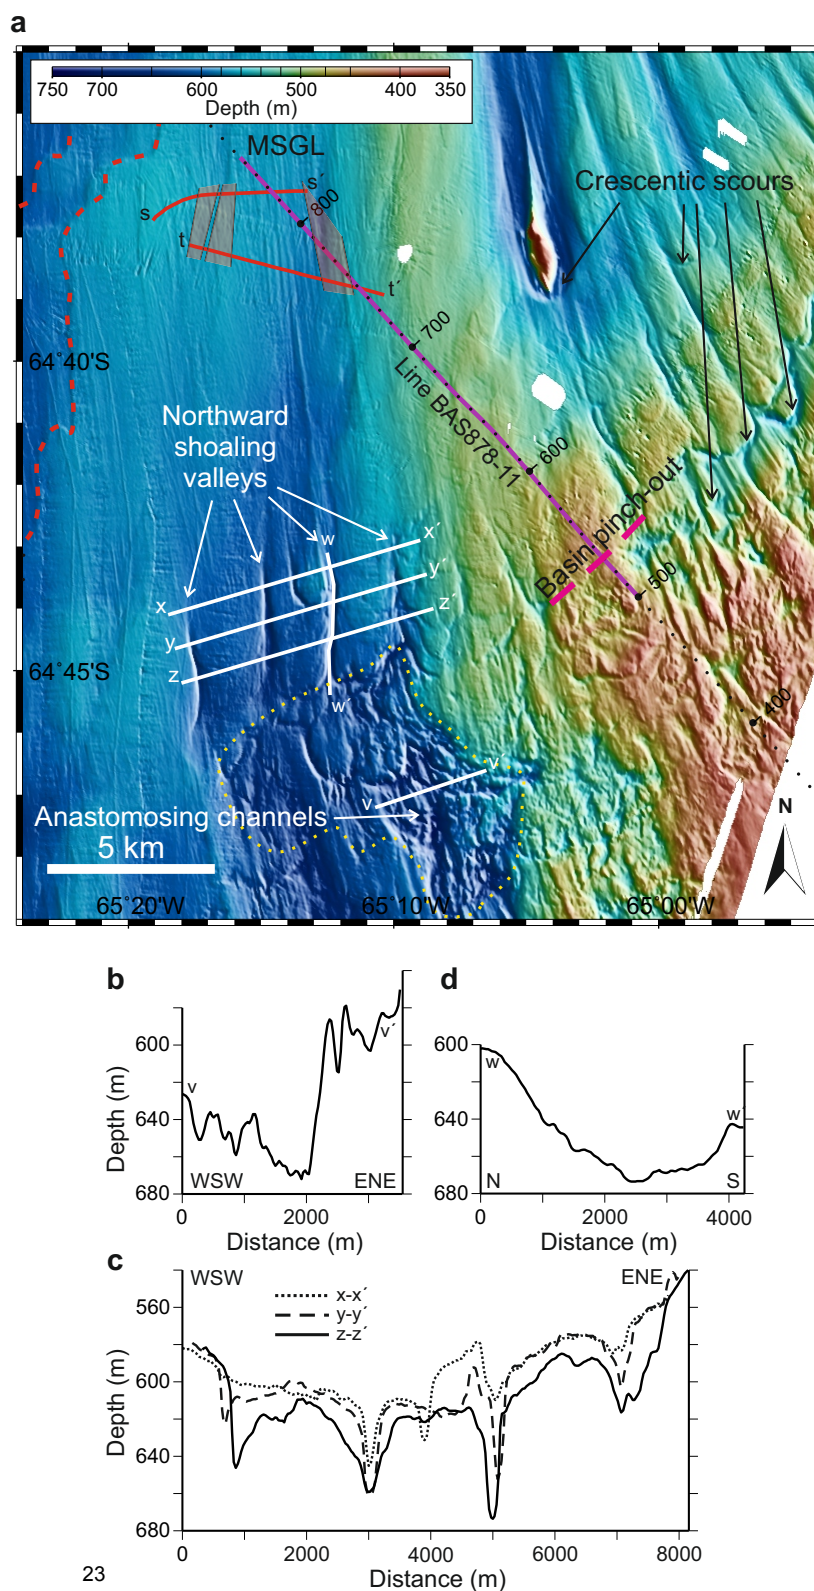 a
750 700 600 500 400 350
Depth (m)
MSGL
s
s´
800
t
t´
Crescentic scours
700
64˚40'S
Line BAS878-11
Northward
shoaling
valleys
600
Basin pinch-out
w
x´
y´
z´
500
x
y
z
64˚45'S
w´
400
v´
v
Anastomosing channels
5 km
N
65˚20'W 65˚10'W 65˚00'W
b
600
640
680
Depth (m)
v
v´
WSW ENE
0 2000
Distance (m)
d
600
640
680
w
w´
N S
0 2000 4000
Distance (m)
c
WSW ENE
x-x´
y-y´
z-z´
560
600
640
680
Depth (m)
0 2000 4000 6000 8000
Distance (m)
23